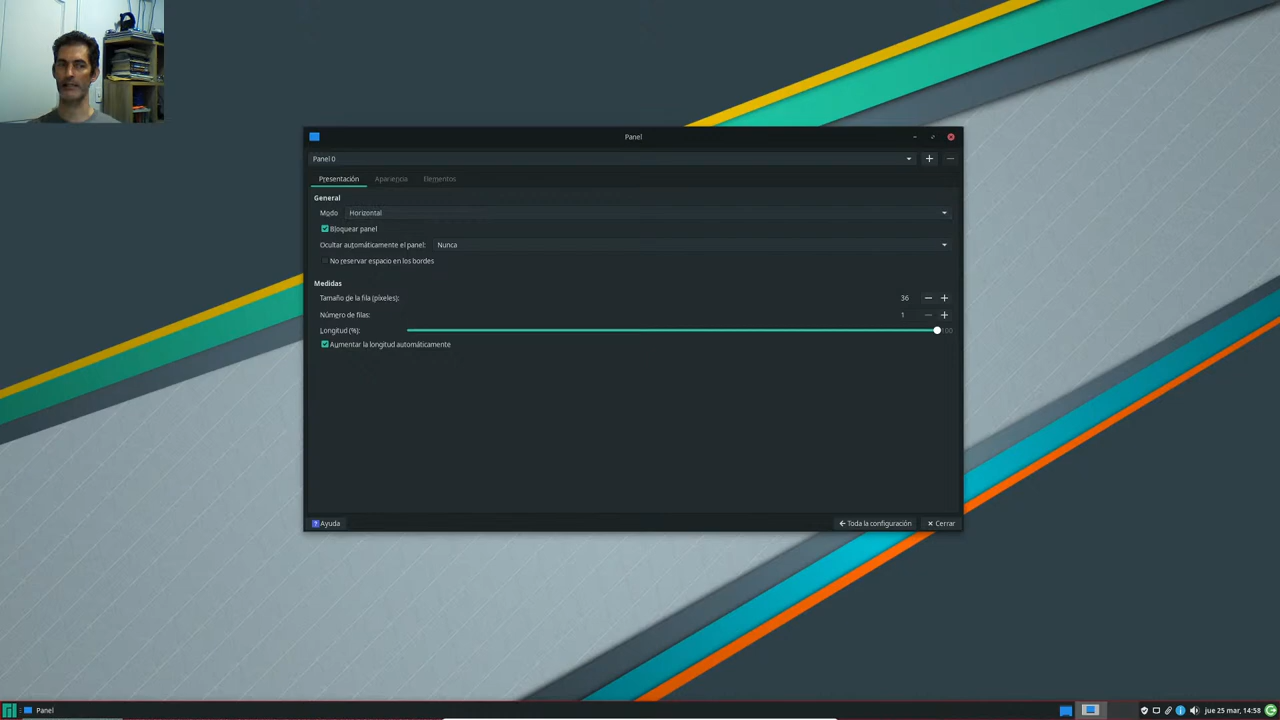 Panel
Panel 0
Presentación Apariencia Elementos
General
Modo Horizontal
Bloquear panel
Ocultar automáticamente el panel: Nunca
No reservar espacio en los bordes
Medidas
Tamaño de la fila (píxeles): 36
Número de filas: 1
Longitud (%): 100
Aumentar la longitud automáticamente
Ayuda Toda la configuración Cerrar
Panel jue 25 mar, 14:58